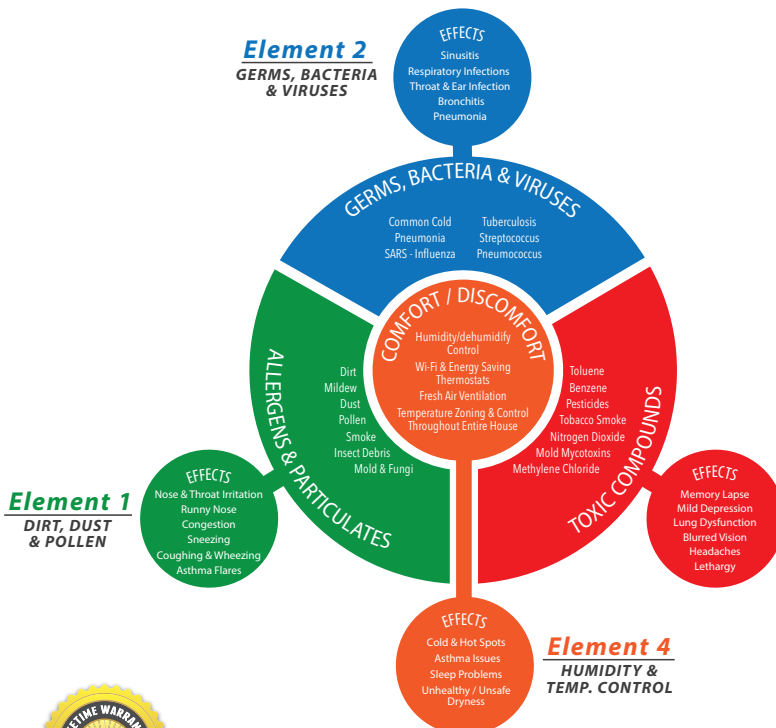 Element 2
GERMS, BACTERIA
& VIRUSES
EFFECTS
Sinusitis
Respiratory Infections
Throat & Ear Infection
Bronchitis
Pneumonia
GERMS, BACTERIA & VIRUSES
Common Cold
Pneumonia
SARS - Influenza
Tuberculosis
Streptococcus
Pneumococcus
COMFORT / DISCOMFORT
Humidity/dehumidify
Control
Wi-Fi & Energy Saving
Thermostats
Fresh Air Ventilation
Temperature Zoning & Control
Throughout Entire House
ALLERGENS & PARTICULATES
Dirt
Mildew
Dust
Pollen
Smoke
Insect Debris
Mold & Fungi
TOXIC COMPOUNDS
Toluene
Benzene
Pesticides
Tobacco Smoke
Nitrogen Dioxide
Mold Mycotoxins
Methylene Chloride
Element 1
DIRT, DUST
& POLLEN
EFFECTS
Nose & Throat Irritation
Runny Nose
Congestion
Sneezing
Coughing & Wheezing
Asthma Flares
EFFECTS
Memory Lapse
Mild Depression
Lung Dysfunction
Blurred Vision
Headaches
Lethargy
EFFECTS
Cold & Hot Spots
Asthma Issues
Sleep Problems
Unhealthy / Unsafe
Dryness
Element 4
HUMIDITY &
TEMP. CONTROL